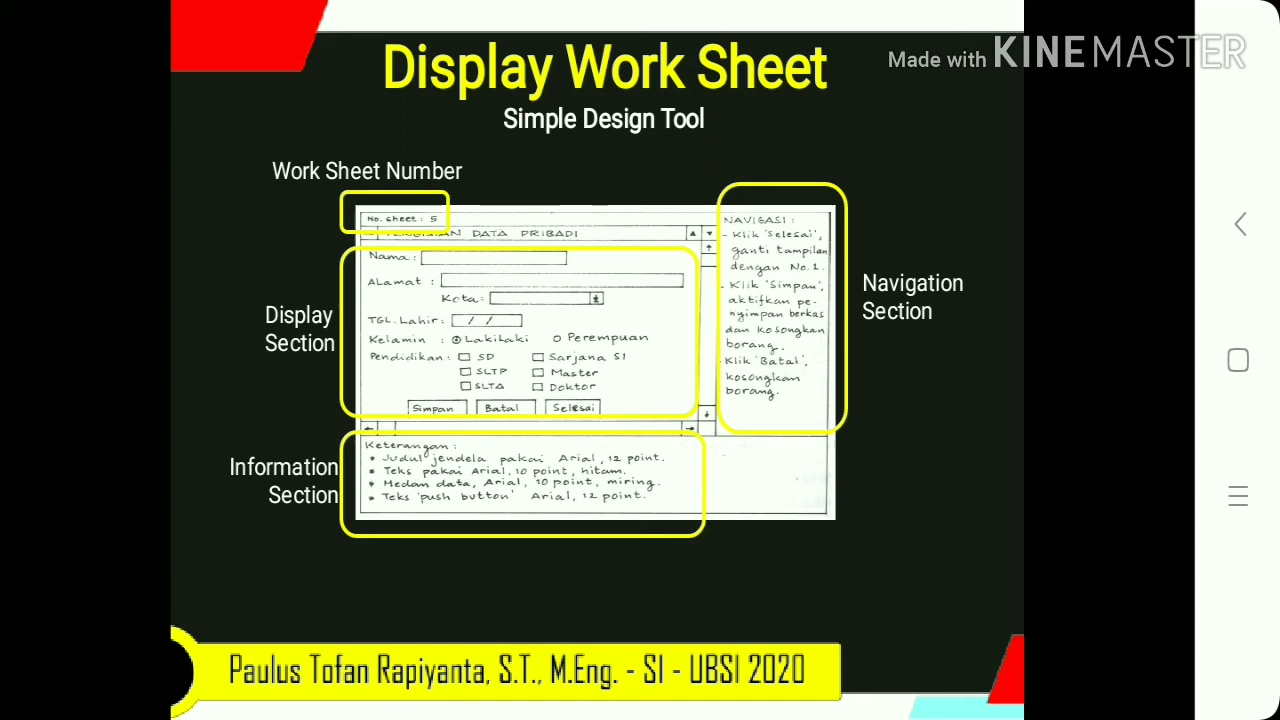 Display Work Sheet
Made with KINEMASTER
Simple Design Tool
Work Sheet Number
No. sheet: 5
DATA PRIBADI
Nama:
ALamat :
Kota:
TGL. Lahir: / /
Kelamin : LakiLaki Perempuan
Pendidikan: SD Sarjana S1
SLTP Master
SLTA Doktor
Simpan Batal Selesai
Display
Section
NAVIGASI:
- Klik 'Selesai',
ganti tampilan
dengan No.1.
- Klik 'Simpan',
aktifkan pe-
nyimpan berkas
dan kosongkan
borang.
- Klik 'Batal',
kosongkan
borang.
Navigation
Section
Information
Section
Keterangan:
* Judul jendela pakai Arial, 12 point.
* Teks pakai Arial, 10 point, hitam.
* Medan data, Arial, 10 point, miring.
* Teks 'push button' Arial, 12 point.
Paulus Tofan Rapiyanta, S.T., M.Eng. - SI - UBSI 2020